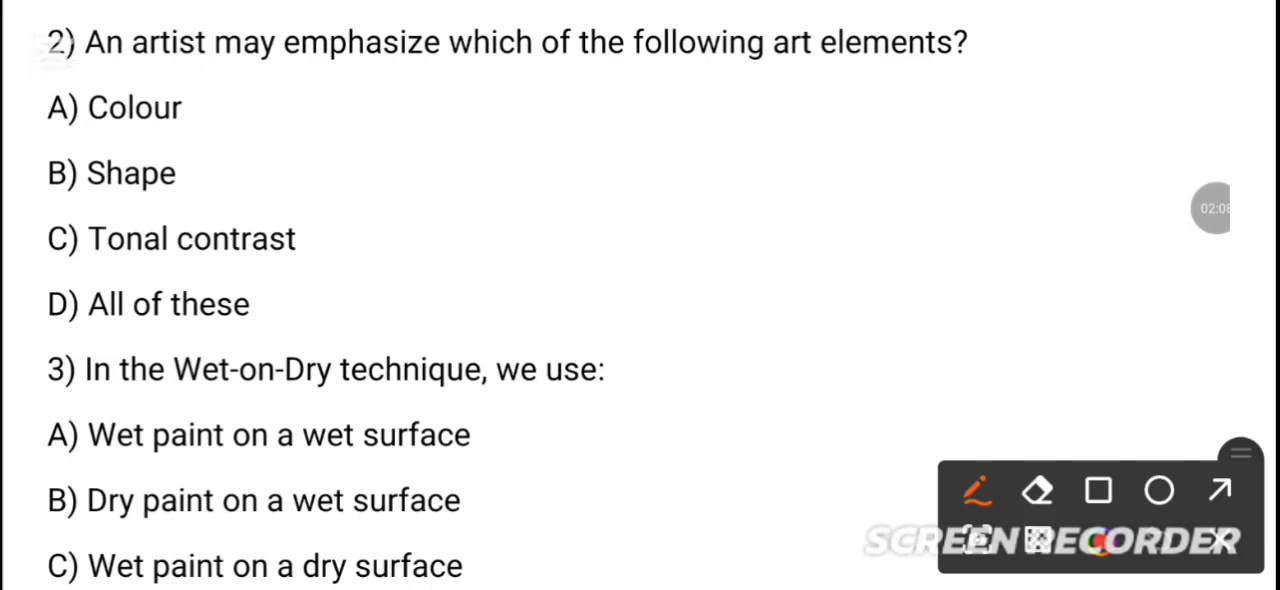 2) An artist may emphasize which of the following art elements?
A) Colour
B) Shape
C) Tonal contrast
02:08
D) All of these
3) In the Wet-on-Dry technique, we use:
A) Wet paint on a wet surface
B) Dry paint on a wet surface
SCREEN RECORDER
C) Wet paint on a dry surface